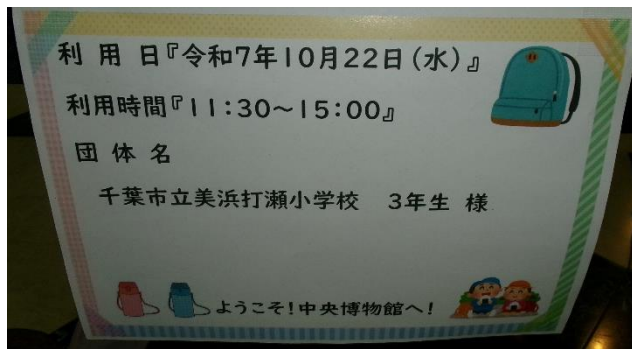 利用日『令和7年10月22日(水)』
利用時間『11:30～15:00』
団体名
千葉市立美浜打瀬小学校　3年生 様
ようこそ!中央博物館へ!